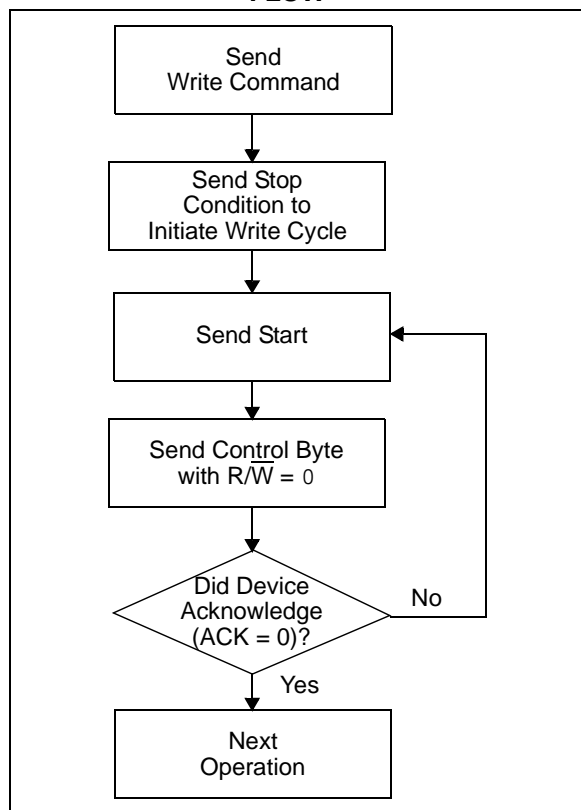 Send
Write Command
Send Stop
Condition to
Initiate Write Cycle
Send Start
Send Control Byte
with R/W̅ = 0
Did Device
Acknowledge
(ACK = 0)?
No
Yes
Next
Operation